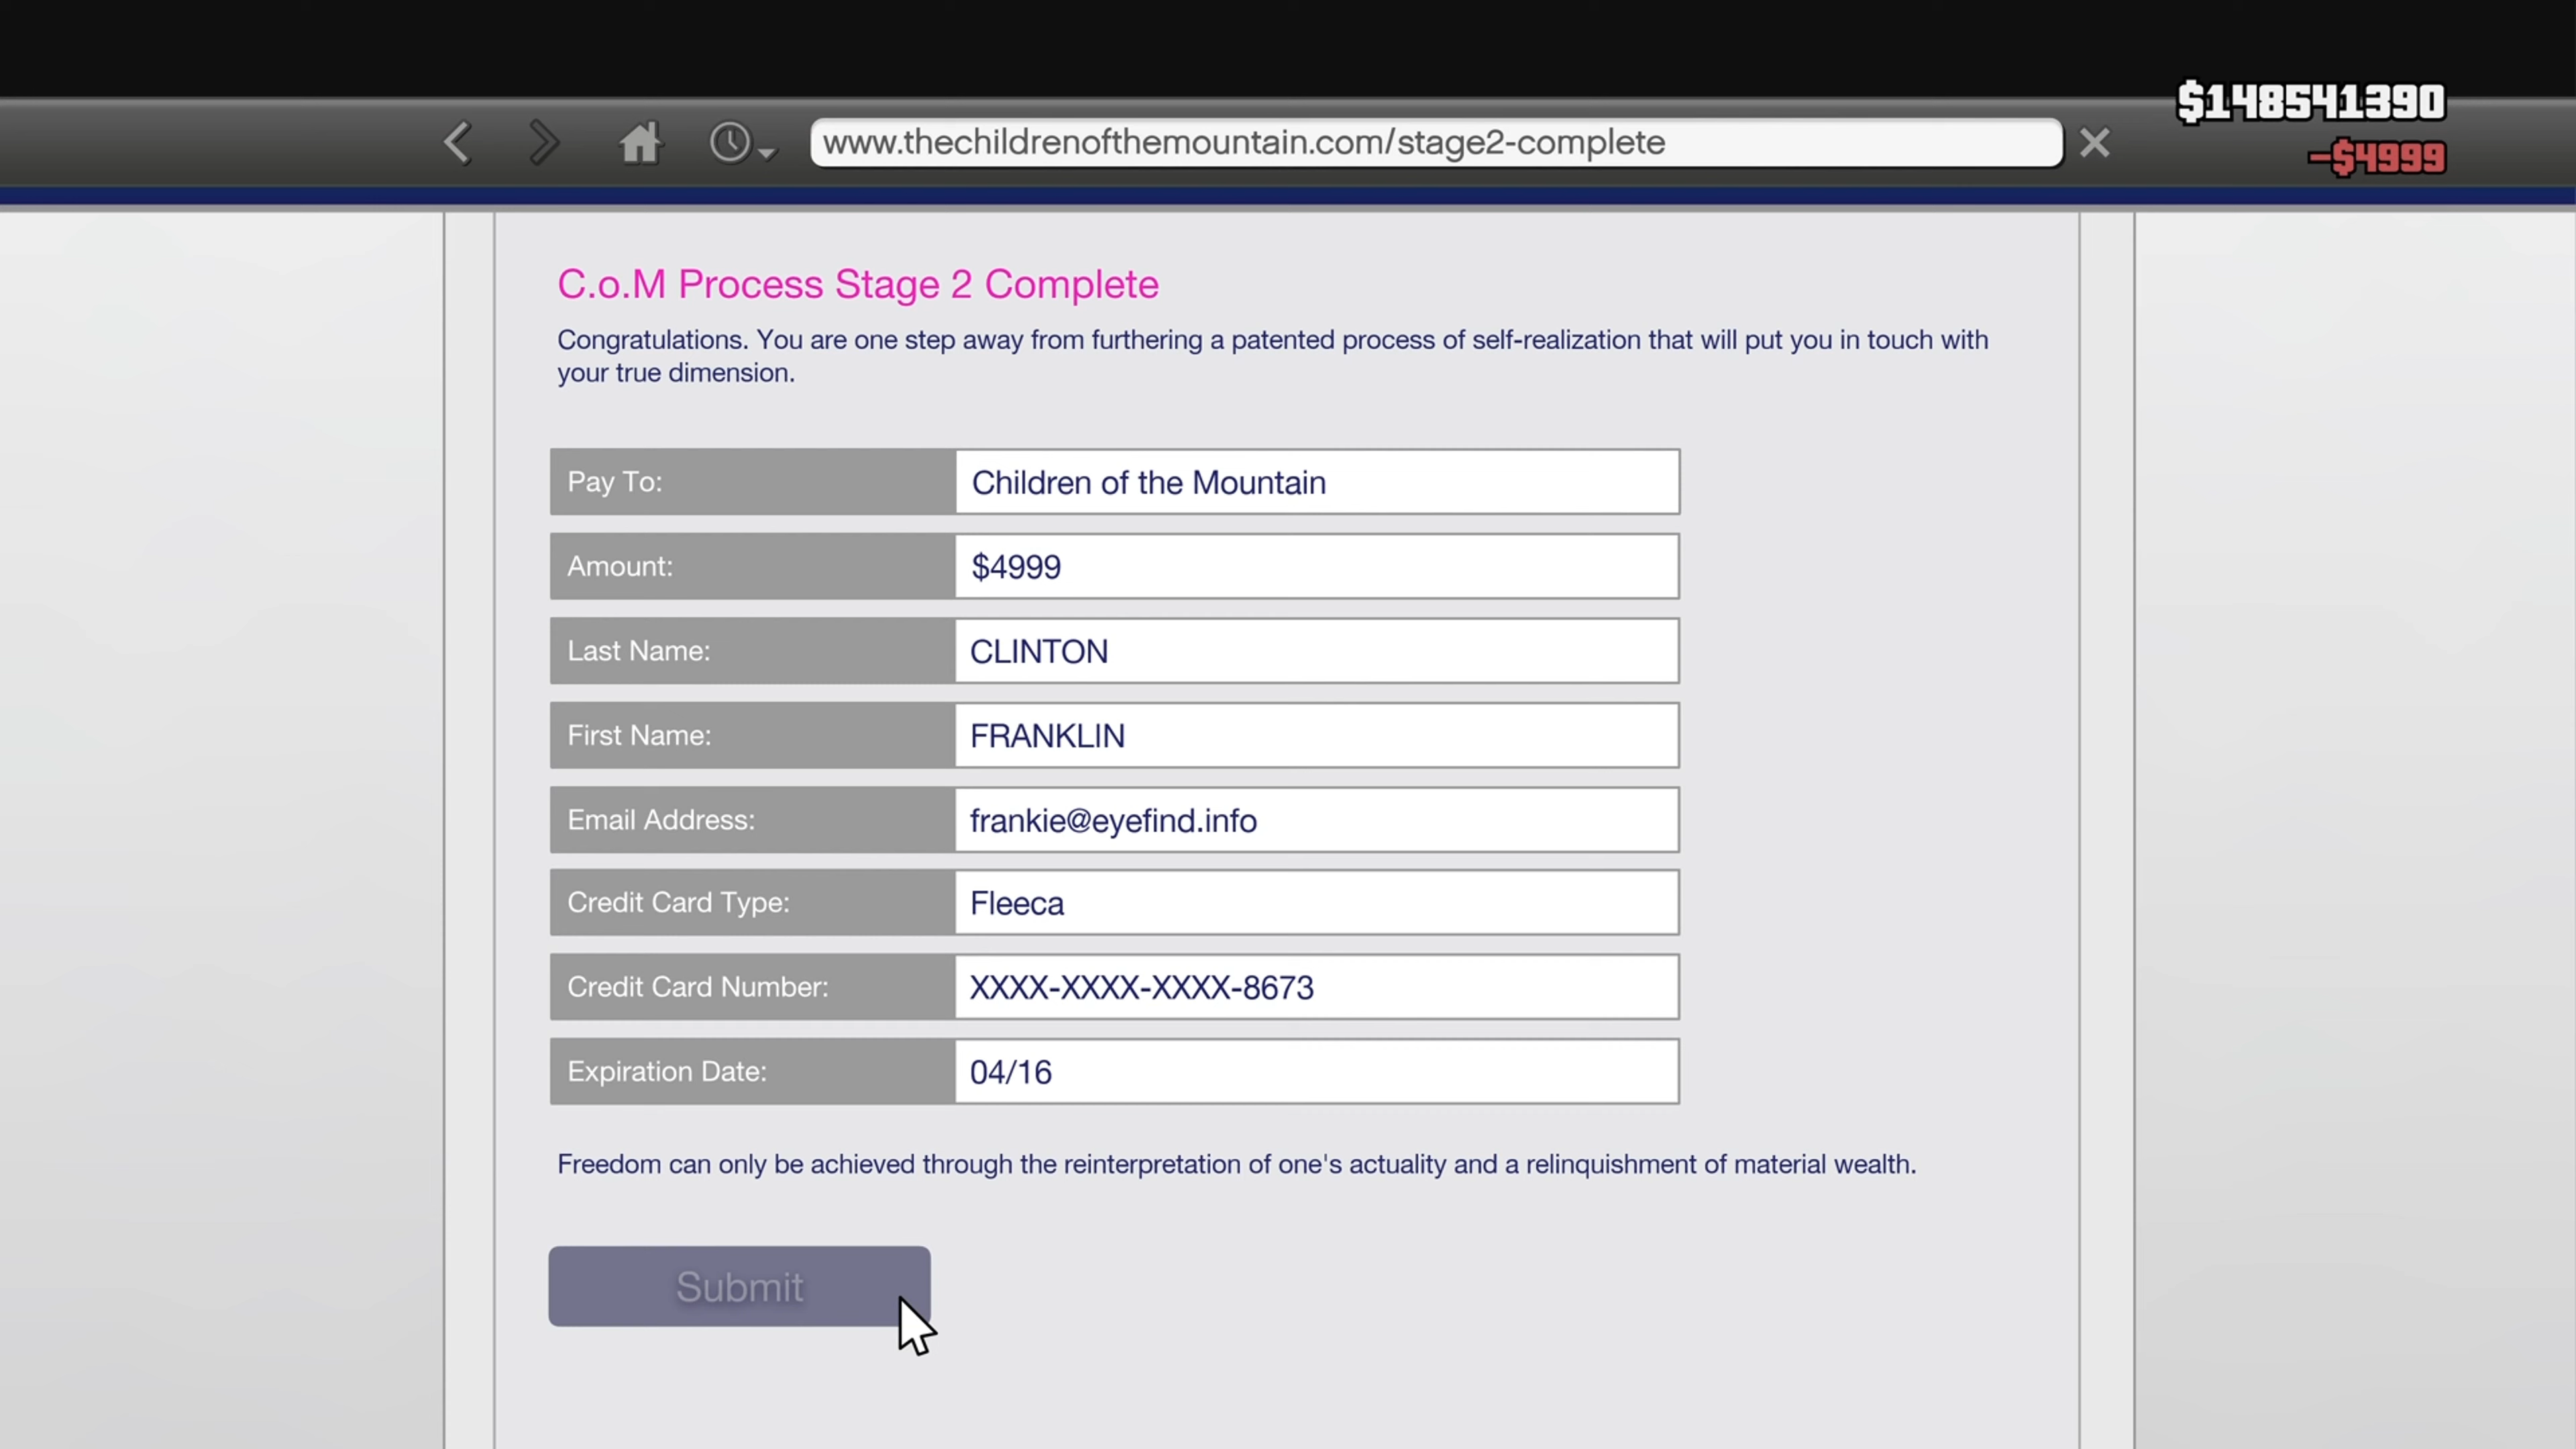 $148541390
www.thechildrenofthemountain.com/stage2-complete
-$4999
C.o.M Process Stage 2 Complete
Congratulations. You are one step away from furthering a patented process of self-realization that will put you in touch with
your true dimension.
Pay To: Children of the Mountain
Amount: $4999
Last Name: CLINTON
First Name: FRANKLIN
Email Address: frankie@eyefind.info
Credit Card Type: Fleeca
Credit Card Number: XXXX-XXXX-XXXX-8673
Expiration Date: 04/16
Freedom can only be achieved through the reinterpretation of one's actuality and a relinquishment of material wealth.
Submit